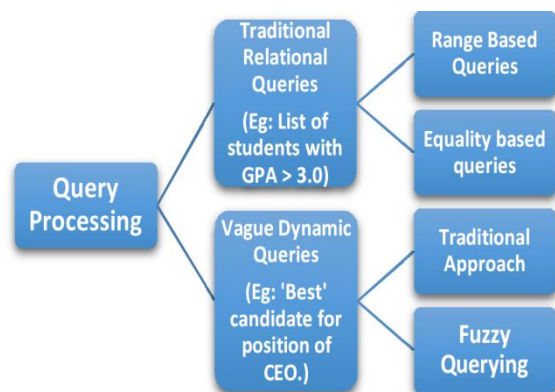 Query
Processing
Traditional
Relational
Queries
(Eg: List of
students with
GPA > 3.0)
Vague Dynamic
Queries
(Eg: 'Best'
candidate for
position of
CEO.)
Range Based
Queries
Equality based
queries
Traditional
Approach
Fuzzy
Querying